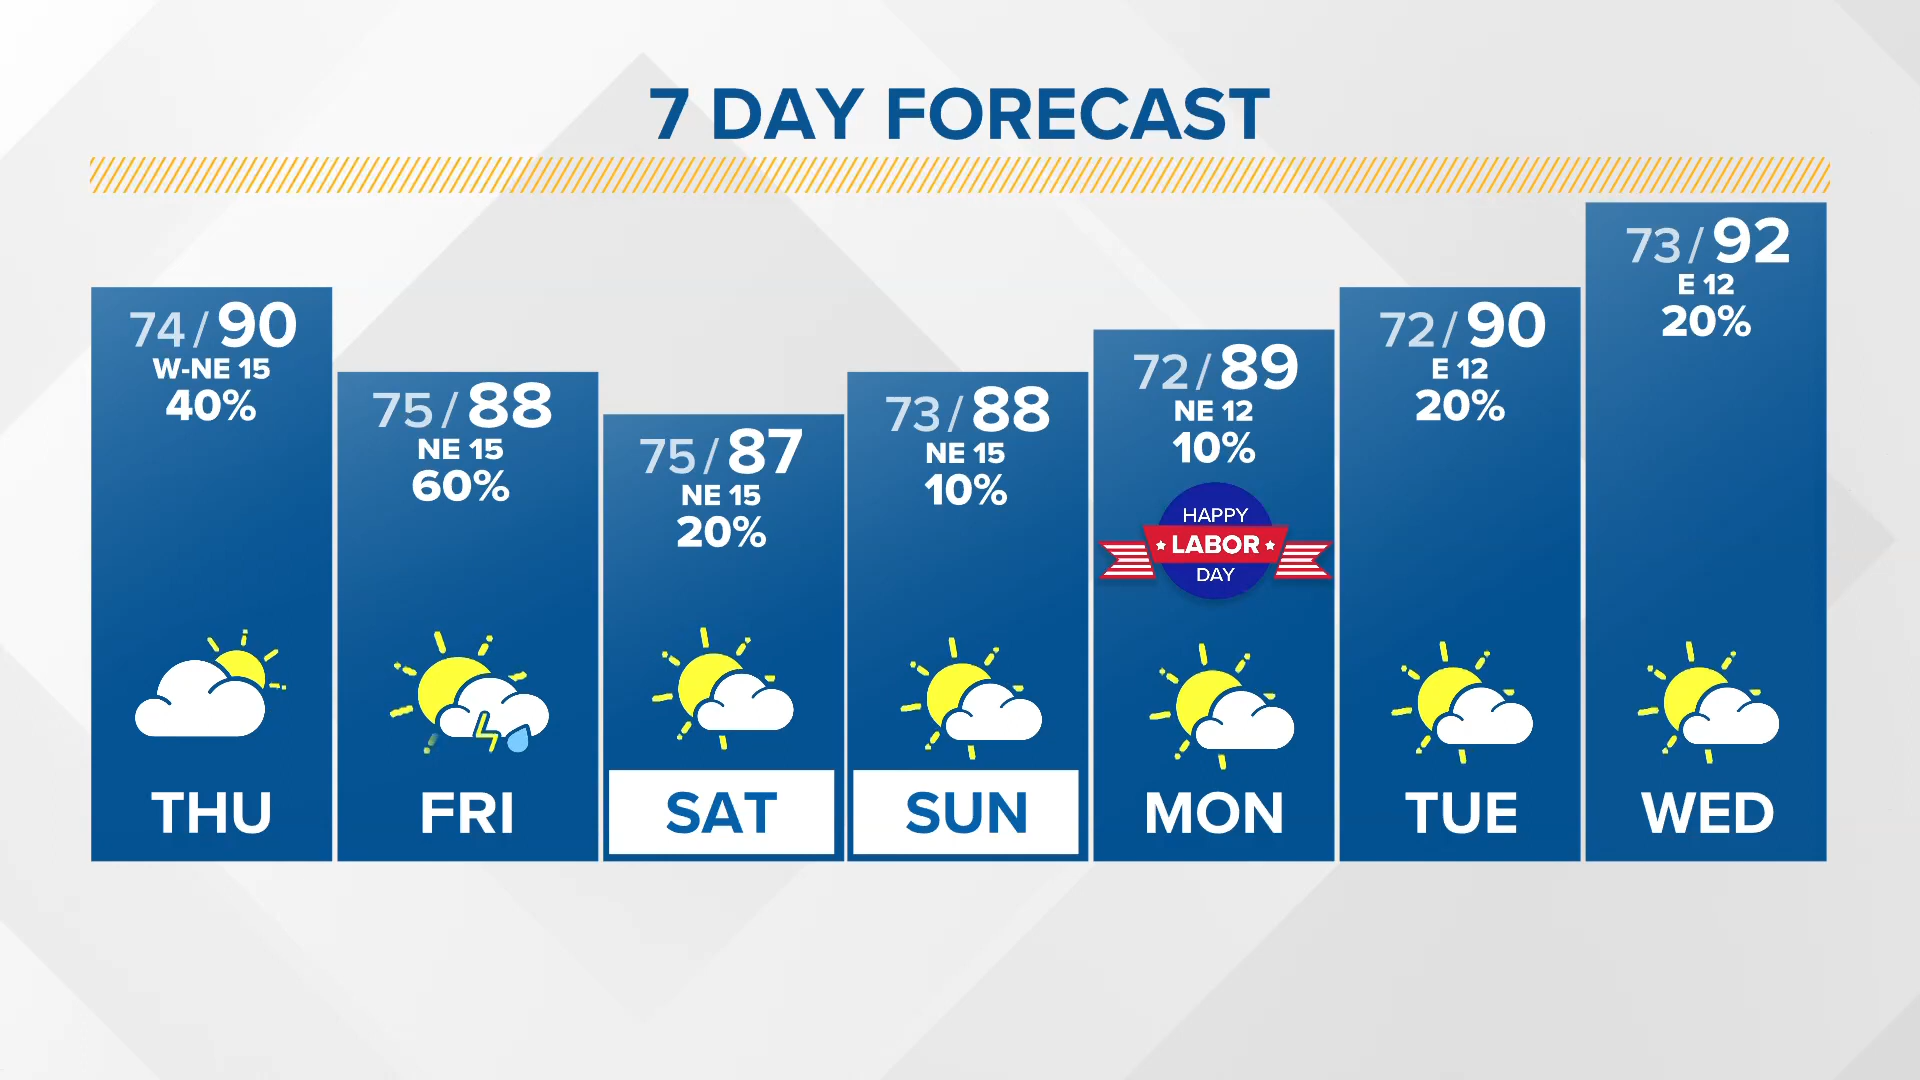 7 DAY FORECAST
74/90
W-NE 15
40%
THU
75/88
NE 15
60%
FRI
75/87
NE 15
20%
SAT
73/88
NE 15
10%
SUN
72/89
NE 12
10%
HAPPY
LABOR
DAY
MON
72/90
E 12
20%
TUE
73/92
E 12
20%
WED